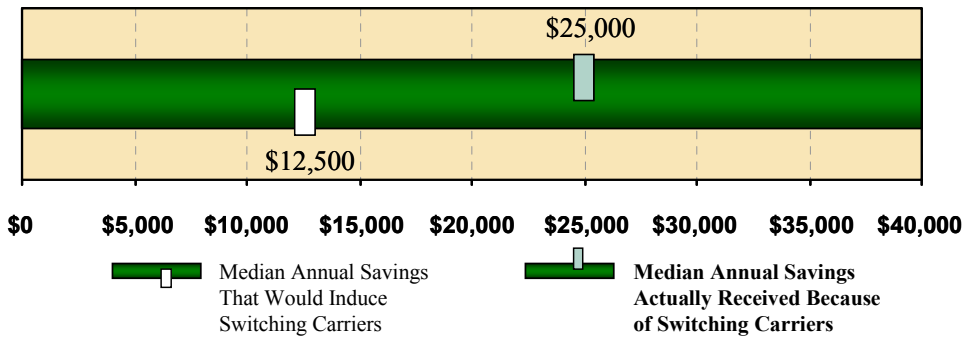 $25,000
$12,500
$0 $5,000 $10,000 $15,000 $20,000 $25,000 $30,000 $35,000 $40,000
Median Annual Savings
That Would Induce
Switching Carriers
Median Annual Savings
Actually Received Because
of Switching Carriers